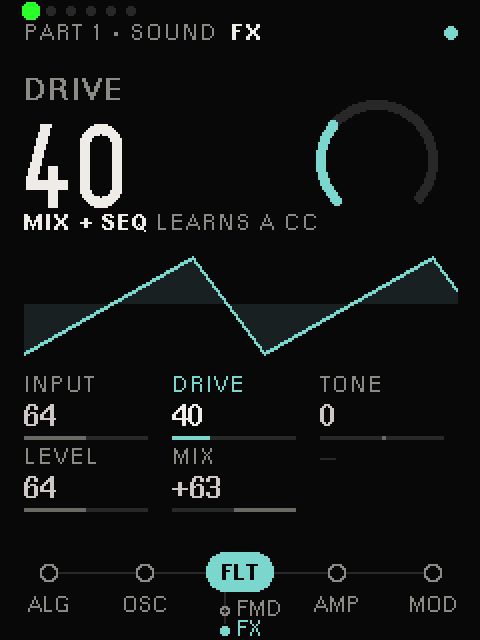 PART 1 · SOUND FX
DRIVE
40
MIX + SEQ LEARNS A CC
INPUT DRIVE TONE
64 40 0
LEVEL MIX —
64 +63
FLT
ALG OSC FMD AMP MOD
FX